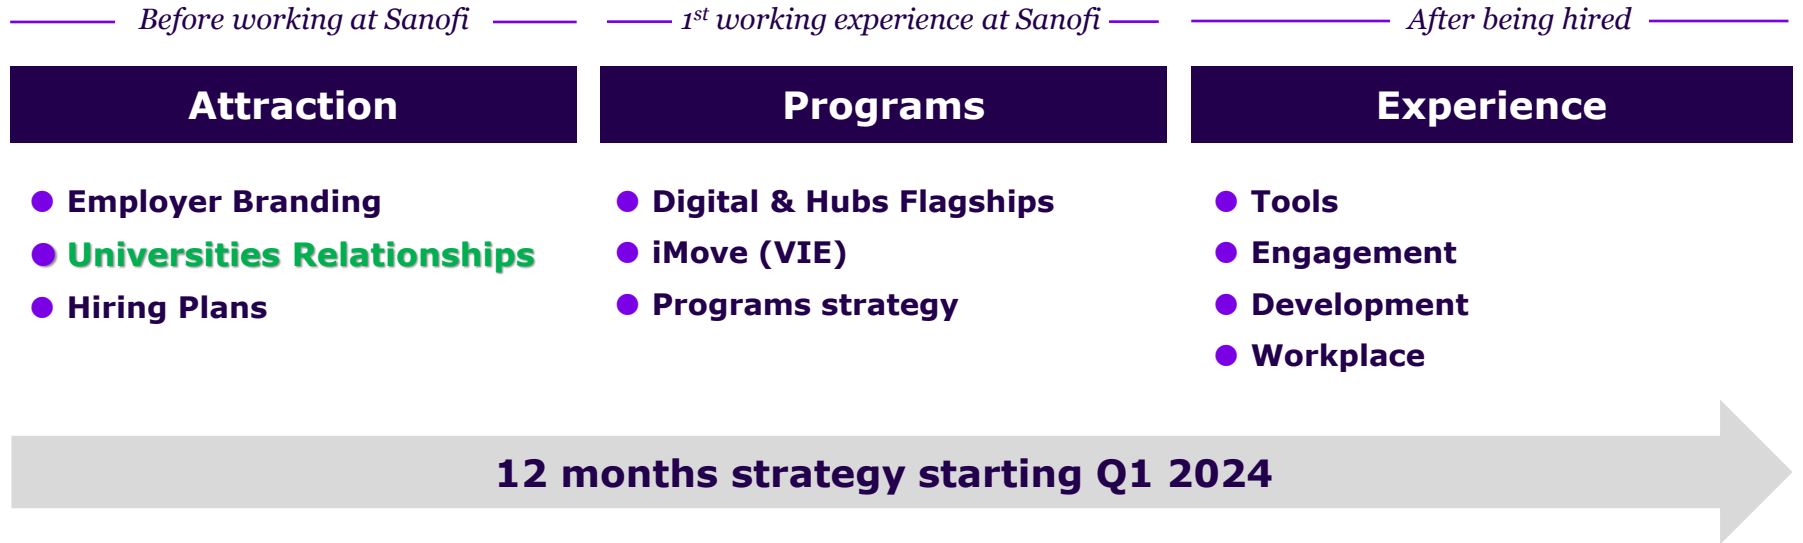 Before working at Sanofi
1st working experience at Sanofi
After being hired
Attraction
Programs
Experience
Employer Branding
Universities Relationships
Hiring Plans
Digital & Hubs Flagships
iMove (VIE)
Programs strategy
Tools
Engagement
Development
Workplace
12 months strategy starting Q1 2024